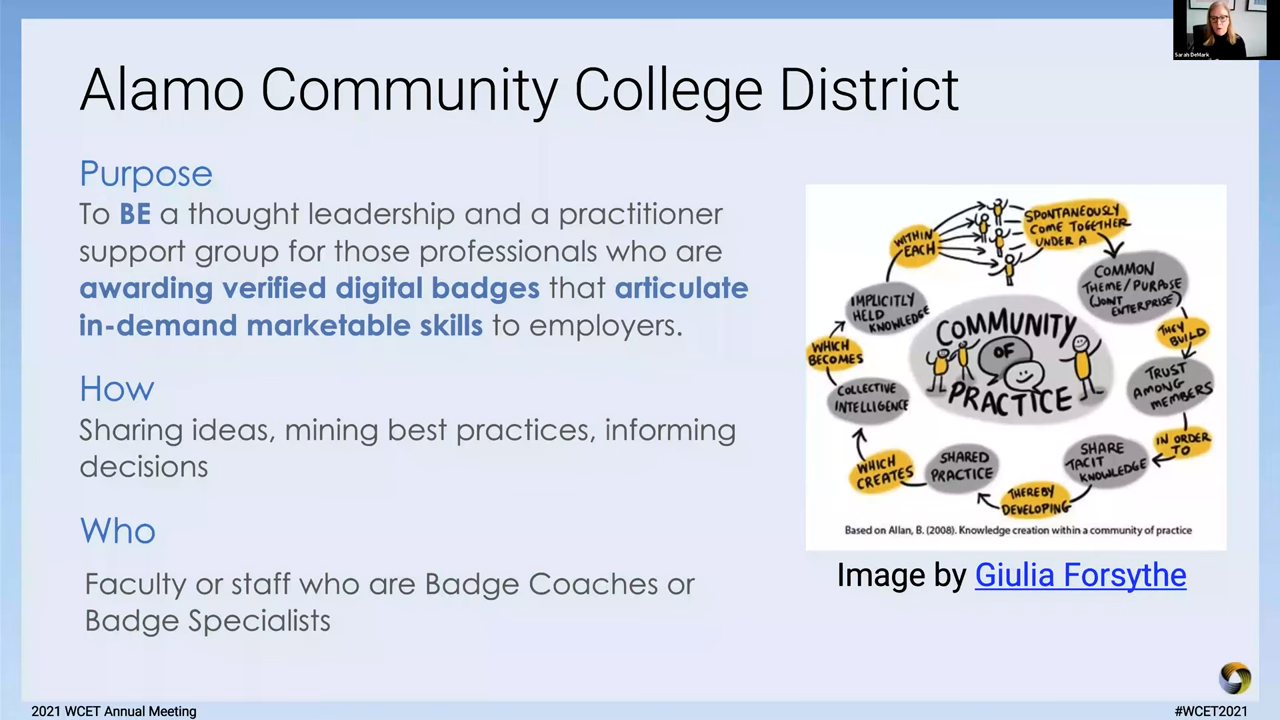 Sarah DeMark
Alamo Community College District
Purpose
To BE a thought leadership and a practitioner
support group for those professionals who are
awarding verified digital badges that articulate
in-demand marketable skills to employers.
How
Sharing ideas, mining best practices, informing
decisions
Who
Faculty or staff who are Badge Coaches or
Badge Specialists
COMMUNITY
OF
PRACTICE
WITHIN
EACH
SPONTANEOUSLY
COME TOGETHER
UNDER A
COMMON
THEME/PURPOSE
(JOINT
ENTERPRISE)
THEY
BUILD
TRUST
AMONG
MEMBERS
IN ORDER
TO
SHARE
TACIT
KNOWLEDGE
THEREBY
DEVELOPING
SHARED
PRACTICE
WHICH
CREATES
COLLECTIVE
INTELLIGENCE
WHICH
BECOMES
IMPLICITLY
HELD
KNOWLEDGE
Based on Allan, B. (2008). Knowledge creation within a community of practice
Image by Giulia Forsythe
2021 WCET Annual Meeting
#WCET2021